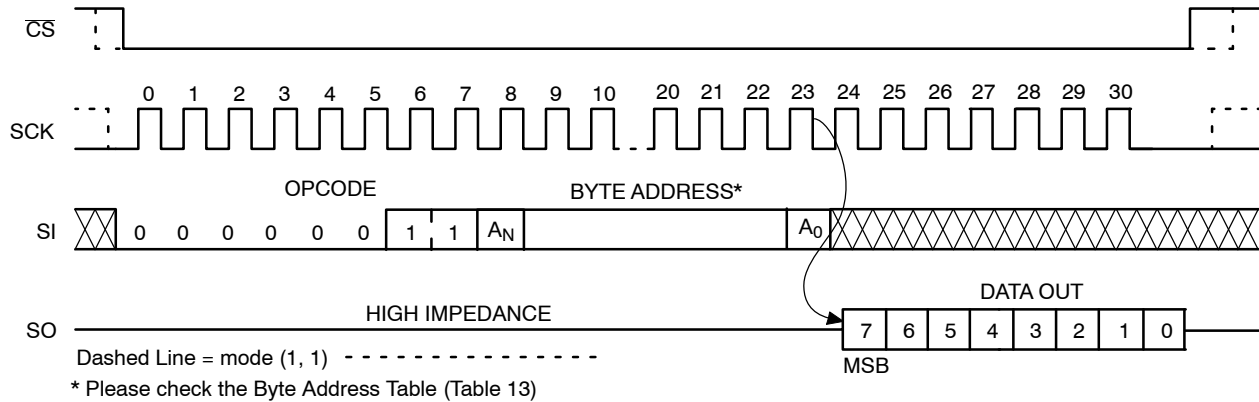 CS
0 1 2 3 4 5 6 7 8 9 10 20 21 22 23 24 25 26 27 28 29 30
SCK
OPCODE BYTE ADDRESS*
SI 0 0 0 0 0 0 1 1 AN A0
DATA OUT
HIGH IMPEDANCE
SO 7 6 5 4 3 2 1 0
Dashed Line = mode (1, 1) MSB
* Please check the Byte Address Table (Table 13)